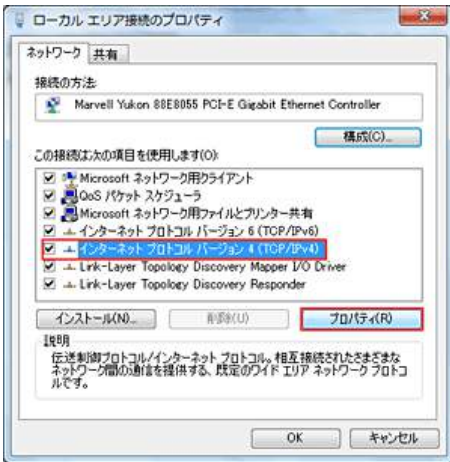 ローカル エリア接続のプロパティ
ネットワーク 共有
接続の方法:
Marvell Yukon 88E8055 PCI-E Gigabit Ethernet Controller
構成(C)...
この接続は次の項目を使用します(O):
Microsoft ネットワーク用クライアント
QoS パケット スケジューラ
Microsoft ネットワーク用ファイルとプリンター共有
インターネット プロトコル バージョン 6 (TCP/IPv6)
インターネット プロトコル バージョン 4 (TCP/IPv4)
Link-Layer Topology Discovery Mapper I/O Driver
Link-Layer Topology Discovery Responder
インストール(N)... 削除(U) プロパティ(R)
説明
伝送制御プロトコル/インターネット プロトコル。相互接続されたさまざまな
ネットワーク間の通信を提供する、既定のワイド エリア ネットワーク プロトコ
ルです。
OK キャンセル